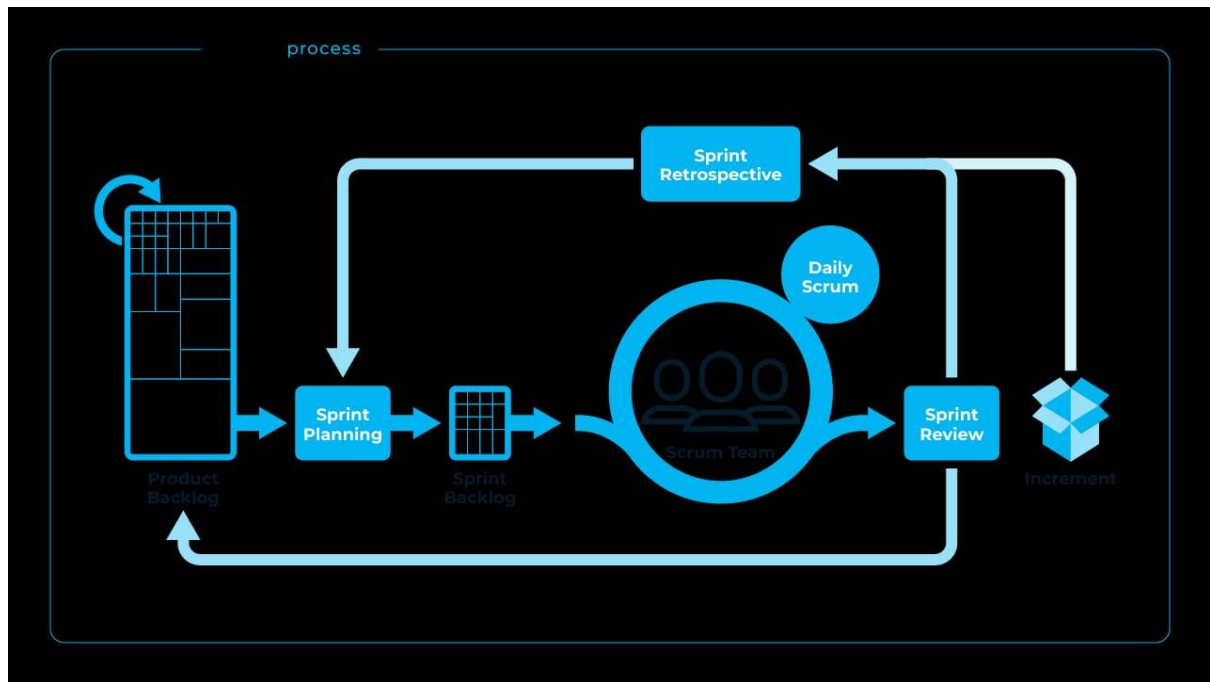 process
Sprint
Retrospective
Daily
Scrum
Sprint
Planning
Sprint
Review
Scrum Team
Product
Backlog
Sprint
Backlog
Increment